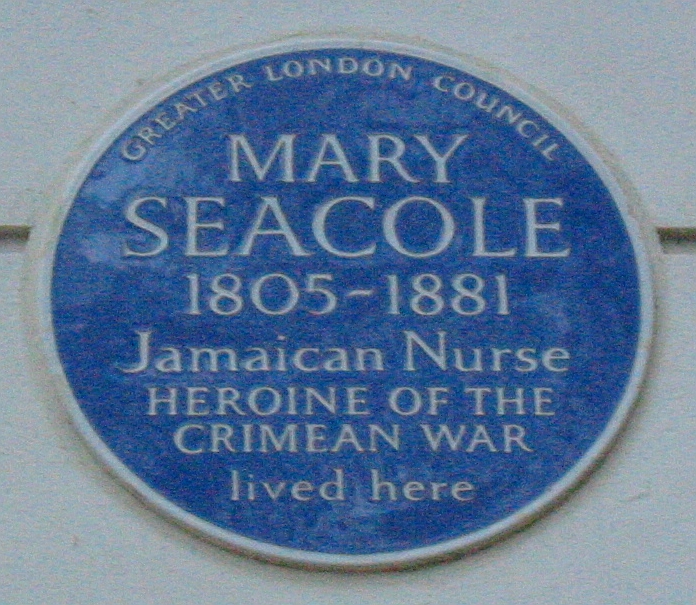 GREATER LONDON COUNCIL
MARY
SEACOLE
1805-1881
Jamaican Nurse
HEROINE OF THE
CRIMEAN WAR
lived here